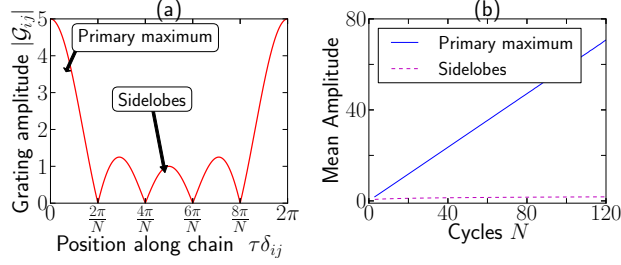 (a)
Grating amplitude |𝒢ij|
5
4
3
2
1
0
Primary maximum
Sidelobes
0
2π/N
4π/N
6π/N
8π/N
2π
Position along chain τδij
(b)
Mean Amplitude
80
40
0
Primary maximum
Sidelobes
0
40
80
120
Cycles N